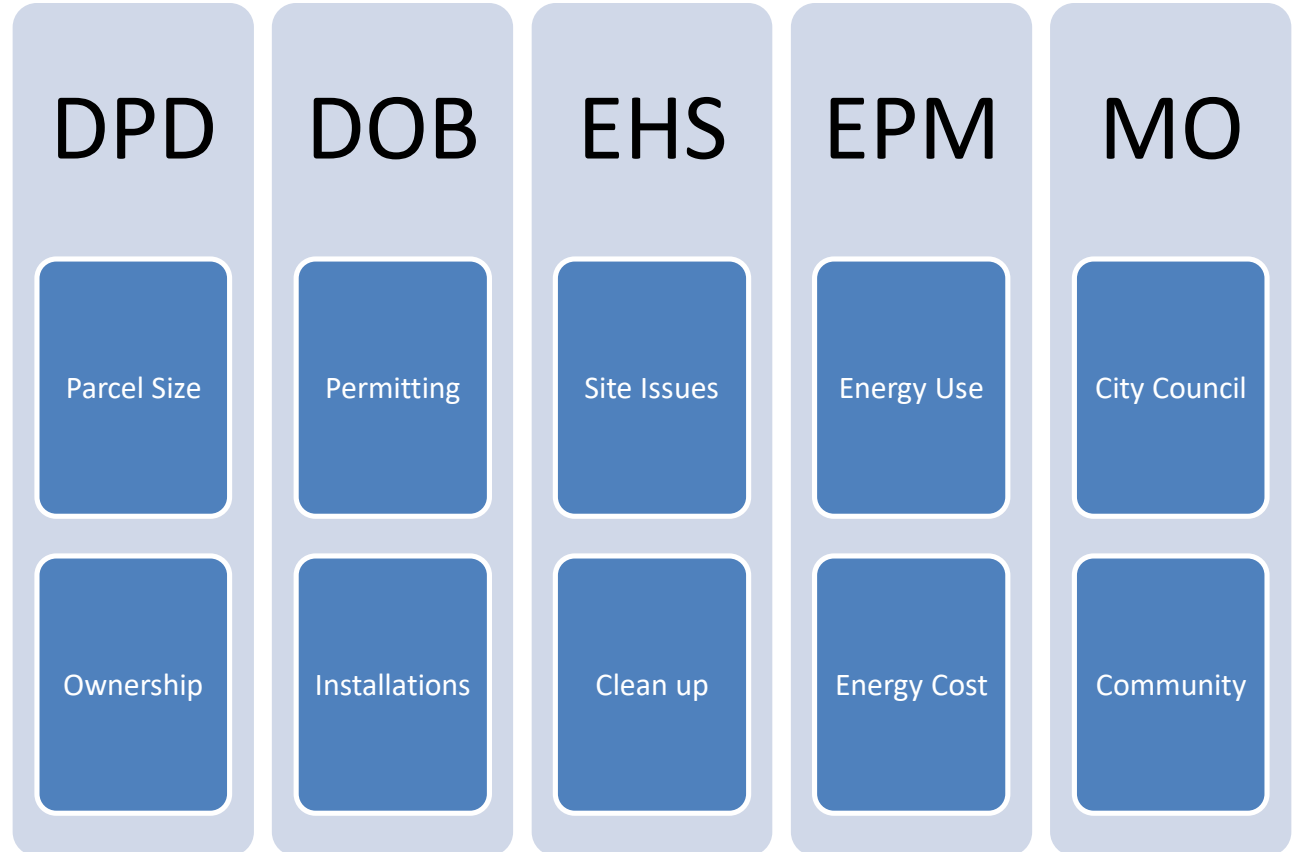 DPD
Parcel Size
Ownership
DOB
Permitting
Installations
EHS
Site Issues
Clean up
EPM
Energy Use
Energy Cost
MO
City Council
Community